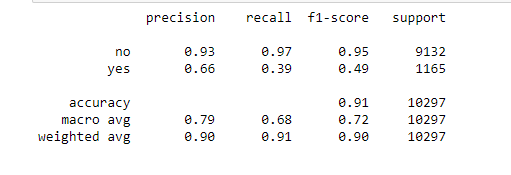 precision recall f1-score support
no 0.93 0.97 0.95 9132
yes 0.66 0.39 0.49 1165
accuracy 0.91 10297
macro avg 0.79 0.68 0.72 10297
weighted avg 0.90 0.91 0.90 10297